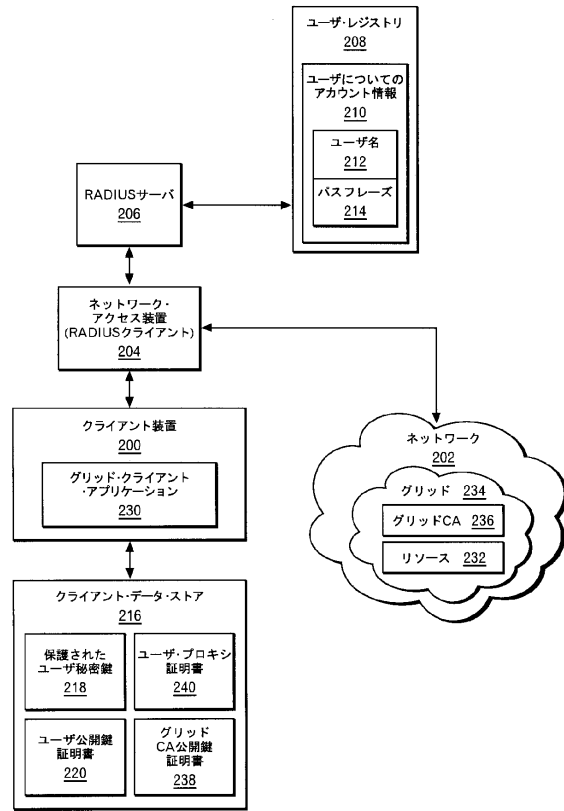 ユーザ・レジストリ
208
ユーザについての
アカウント情報
210
ユーザ名
212
パスフレーズ
214
RADIUSサーバ
206
ネットワーク・
アクセス装置
(RADIUSクライアント)
204
クライアント装置
200
グリッド・クライアント
・アプリケーション
230
ネットワーク
202
グリッド 234
グリッドCA 236
リソース 232
クライアント・データ・ストア
216
保護された
ユーザ秘密鍵
218
ユーザ・プロキシ
証明書
240
ユーザ公開鍵
証明書
220
グリッド
CA公開鍵
証明書
238